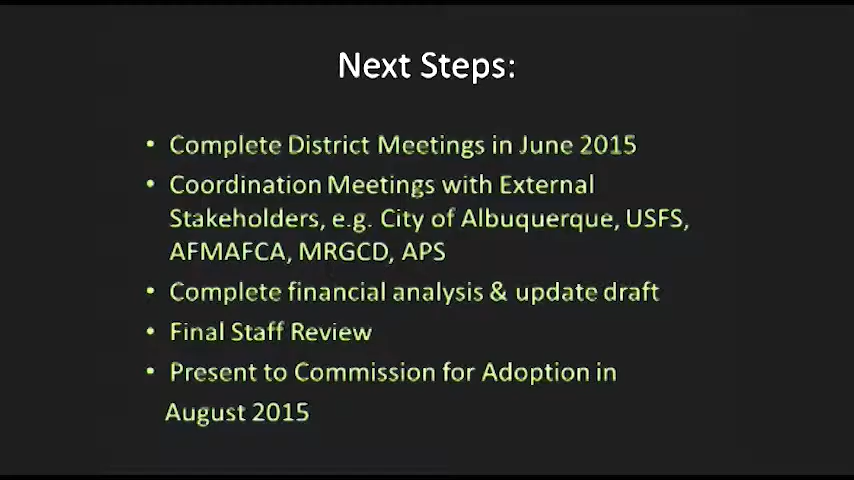 Next Steps:
• Complete District Meetings in June 2015
• Coordination Meetings with External
Stakeholders, e.g. City of Albuquerque, USFS,
AFMAFCA, MRGCD, APS
• Complete financial analysis & update draft
• Final Staff Review
• Present to Commission for Adoption in
August 2015